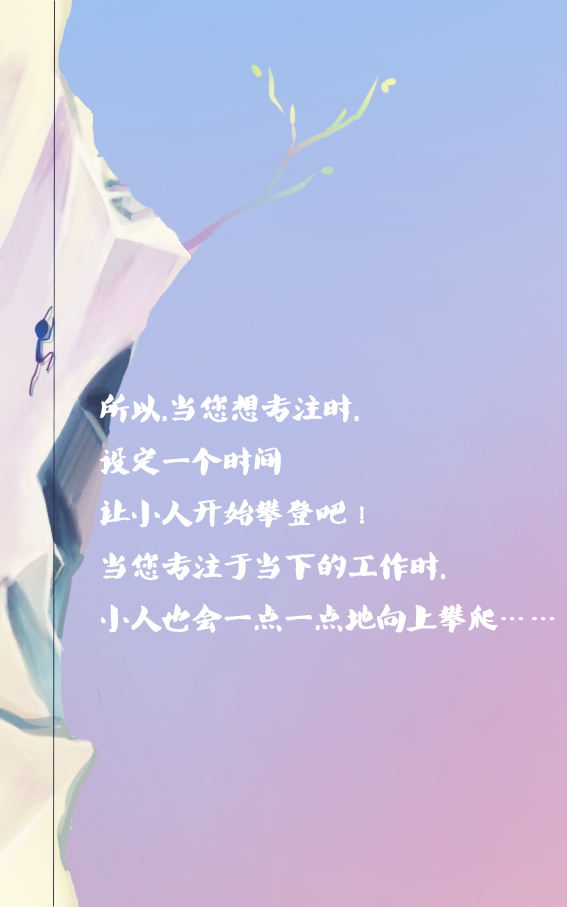 所以,当您想专注时,
设定一个时间
让小人开始攀登吧！
当您专注于当下的工作时,
小人也会一点一点地向上攀爬……